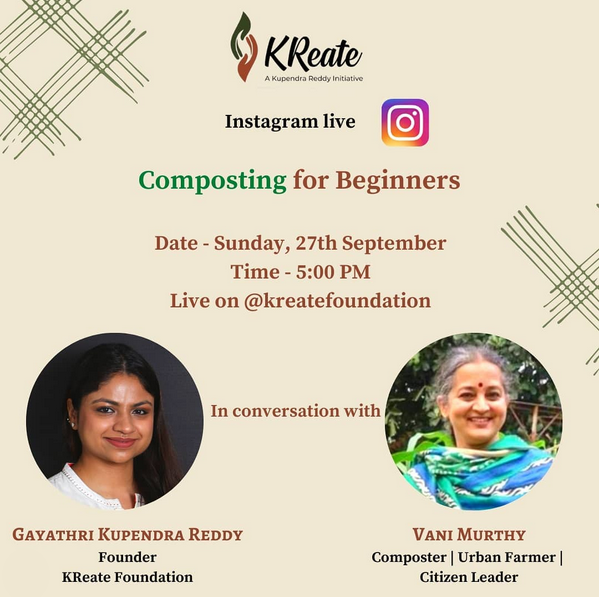 KReate
A Kupendra Reddy Initiative
Instagram live
Composting for Beginners
Date - Sunday, 27th September
Time - 5:00 PM
Live on @kreatefoundation
In conversation with
Gayathri Kupendra Reddy
Founder
KReate Foundation
Vani Murthy
Composter | Urban Farmer |
Citizen Leader